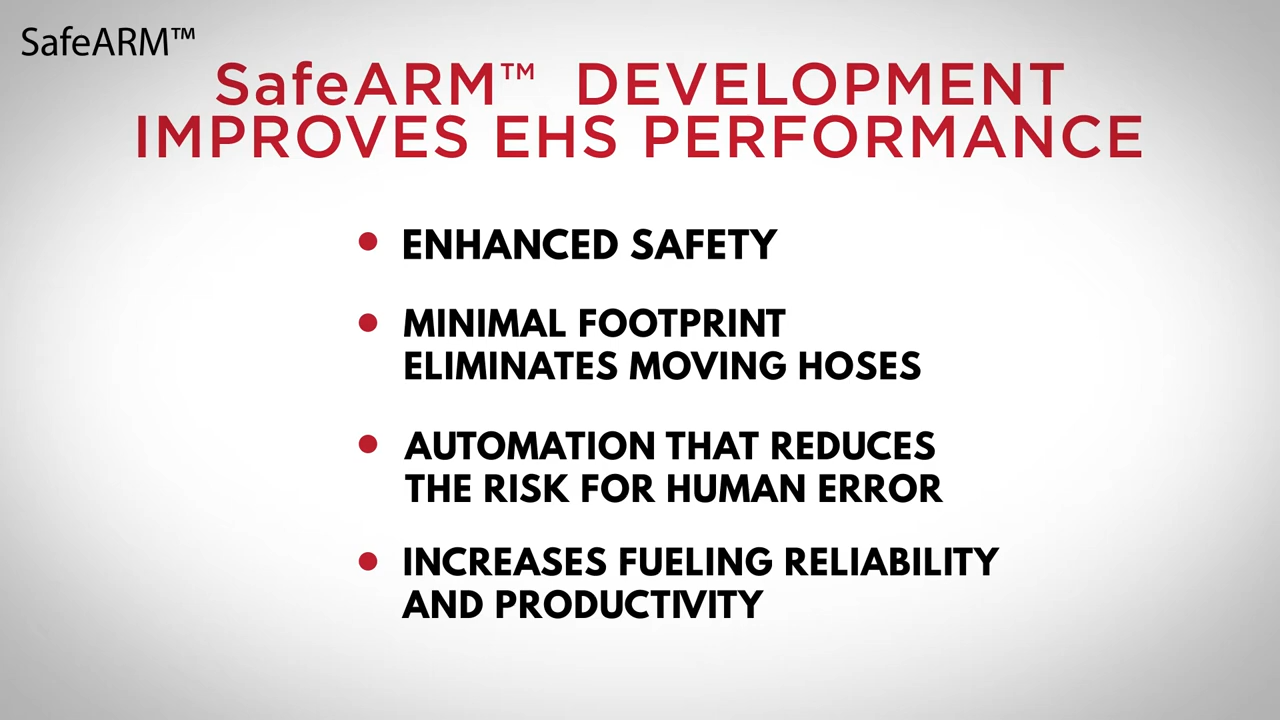 SafeARM™
SafeARM™ DEVELOPMENT
IMPROVES EHS PERFORMANCE
• ENHANCED SAFETY
• MINIMAL FOOTPRINT
ELIMINATES MOVING HOSES
• AUTOMATION THAT REDUCES
THE RISK FOR HUMAN ERROR
• INCREASES FUELING RELIABILITY
AND PRODUCTIVITY